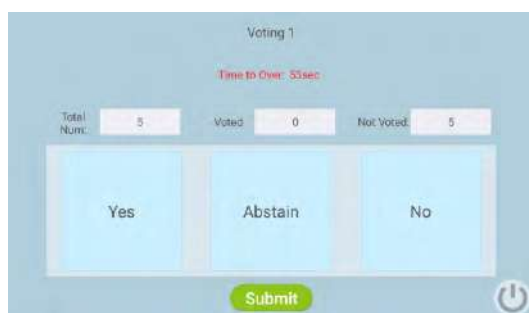 Voting 1
Time to Over: 53sec
Total Num: 5 Voted 0 Not Voted: 5
Yes Abstain No
Submit